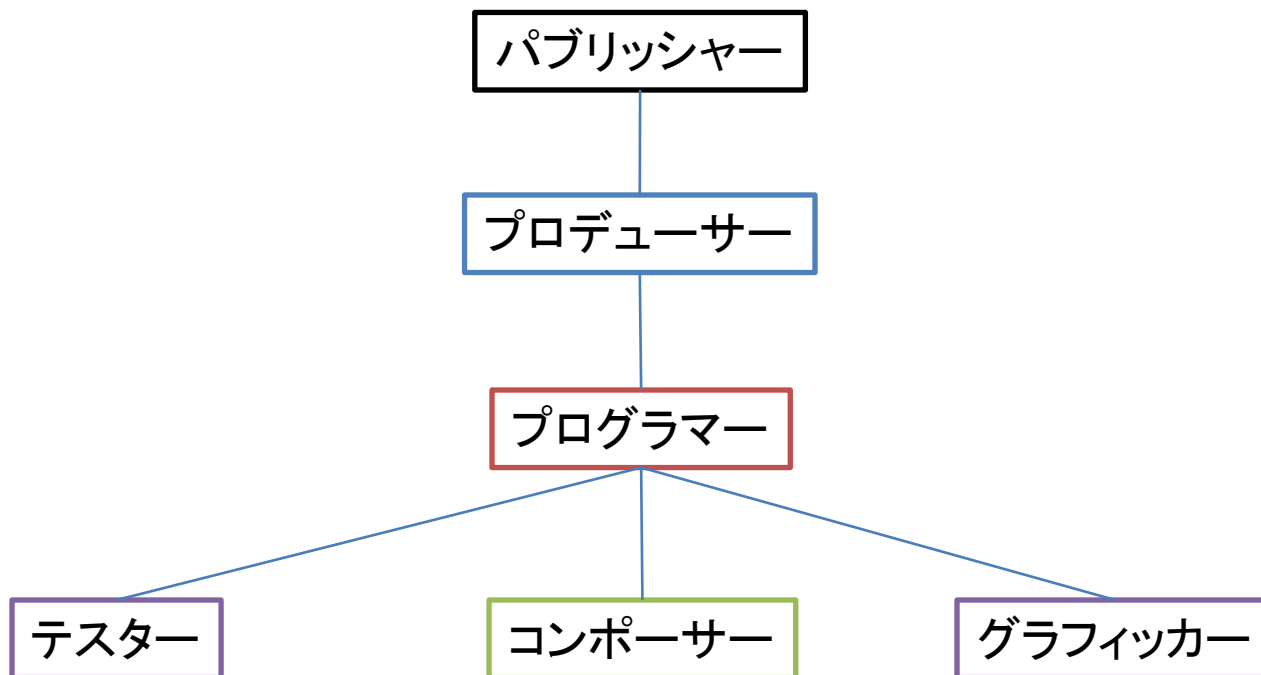 パブリッシャー
プロデューサー
プログラマー
テスター
コンポーサー
グラフィッカー